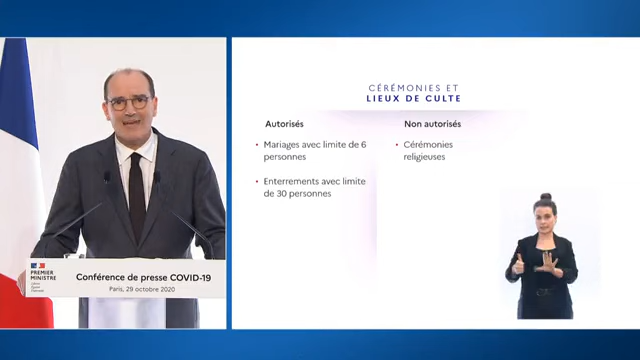 CÉRÉMONIES ET
LIEUX DE CULTE
Autorisés
• Mariages avec limite de 6
personnes
• Enterrements avec limite
de 30 personnes
Non autorisés
• Cérémonies
religieuses
PREMIER
MINISTRE
Conférence de presse COVID-19
Paris, 29 octobre 2020